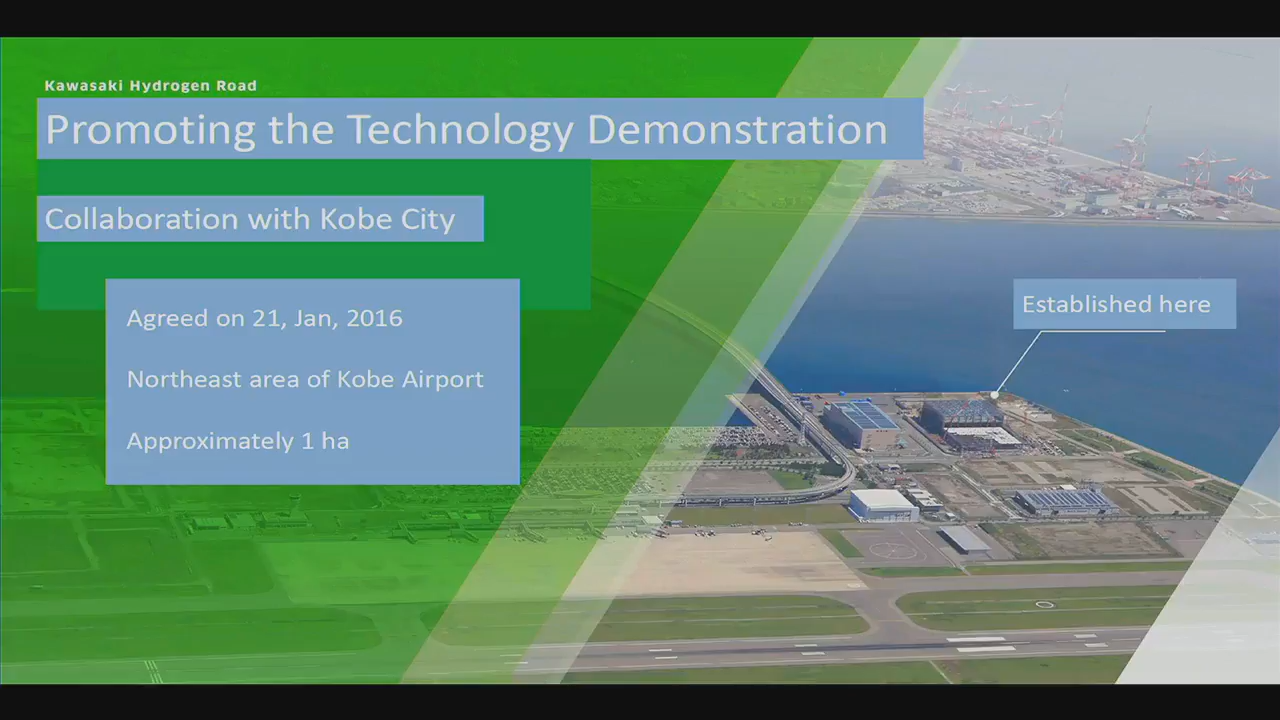 Kawasaki Hydrogen Road
Promoting the Technology Demonstration
Collaboration with Kobe City
Agreed on 21, Jan, 2016
Northeast area of Kobe Airport
Approximately 1 ha
Established here